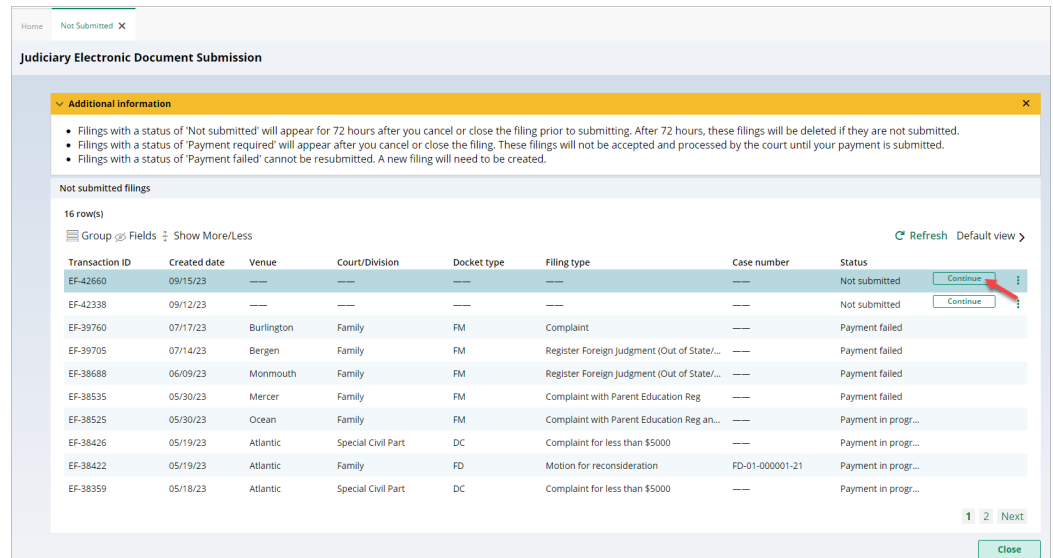 Home Not Submitted X
Judiciary Electronic Document Submission
Additional information x
• Filings with a status of 'Not submitted' will appear for 72 hours after you cancel or close the filing prior to submitting. After 72 hours, these filings will be deleted if they are not submitted.
• Filings with a status of 'Payment required' will appear after you cancel or close the filing. These filings will not be accepted and processed by the court until your payment is submitted.
• Filings with a status of 'Payment failed' cannot be resubmitted. A new filing will need to be created.
Not submitted filings
16 row(s)
Group Fields Show More/Less Refresh Default view >
Transaction ID Created date Venue Court/Division Docket type Filing type Case number Status
EF-42660 09/15/23 —— —— —— —— —— Not submitted Continue
EF-42338 09/12/23 —— —— —— —— —— Not submitted Continue
EF-39760 07/17/23 Burlington Family FM Complaint —— Payment failed
EF-39705 07/14/23 Bergen Family FM Register Foreign Judgment (Out of State/... —— Payment failed
EF-38688 06/09/23 Monmouth Family FM Register Foreign Judgment (Out of State/... —— Payment failed
EF-38535 05/30/23 Mercer Family FM Complaint with Parent Education Reg —— Payment failed
EF-38525 05/30/23 Ocean Family FM Complaint with Parent Education Reg an... —— Payment in progr...
EF-38426 05/19/23 Atlantic Special Civil Part DC Complaint for less than $5000 —— Payment in progr...
EF-38422 05/19/23 Atlantic Family FD Motion for reconsideration FD-01-000001-21 Payment in progr...
EF-38359 05/18/23 Atlantic Special Civil Part DC Complaint for less than $5000 —— Payment in progr...
1 2 Next
Close